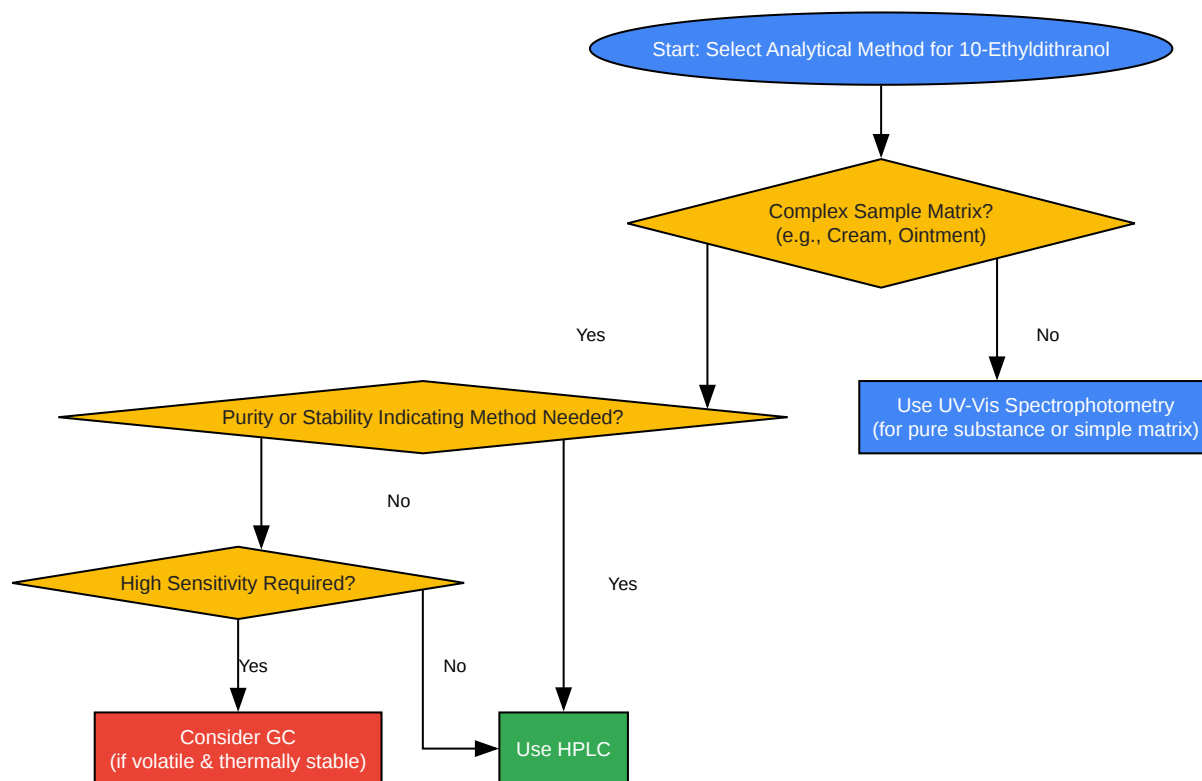 Start: Select Analytical Method for 10-Ethyldithranol
Complex Sample Matrix?
(e.g., Cream, Ointment)
Yes
No
Purity or Stability Indicating Method Needed?
Use UV-Vis Spectrophotometry
(for pure substance or simple matrix)
No
Yes
High Sensitivity Required?
Yes
No
Consider GC
(if volatile & thermally stable)
Use HPLC